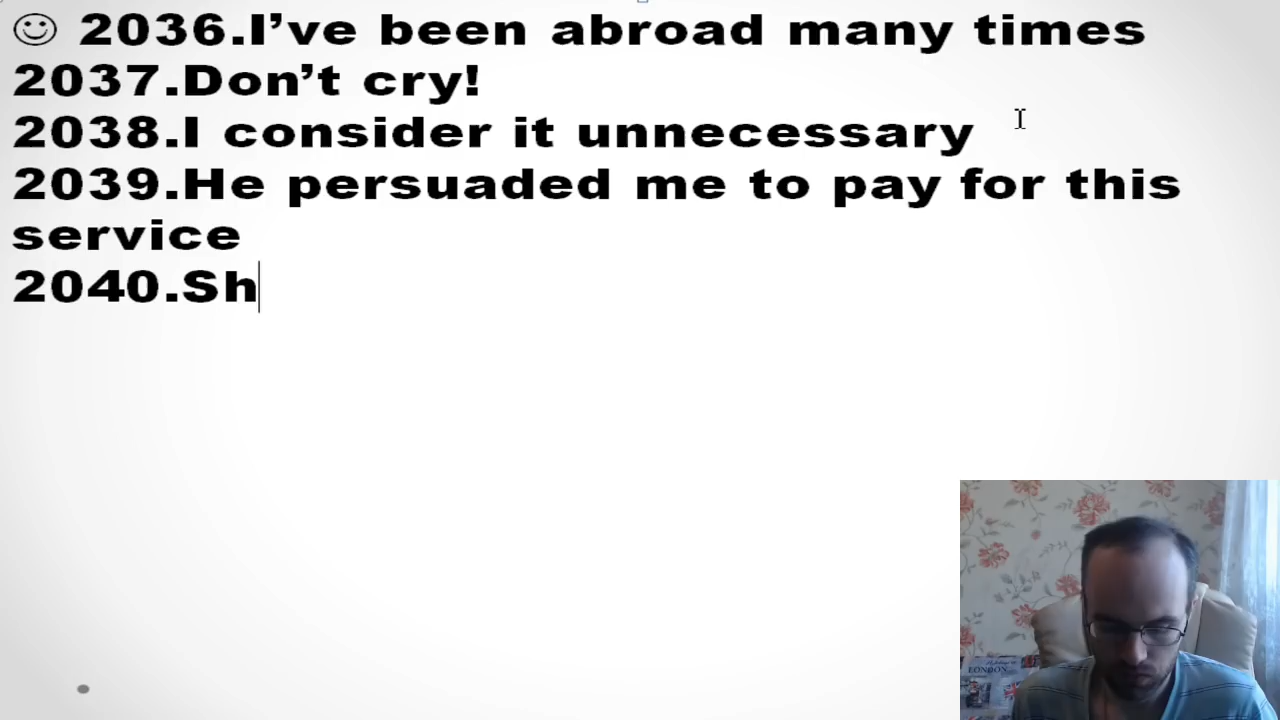 ☺ 2036.I’ve been abroad many times
2037.Don’t cry!
2038.I consider it unnecessary
2039.He persuaded me to pay for this
service
2040.Sh
LONDON